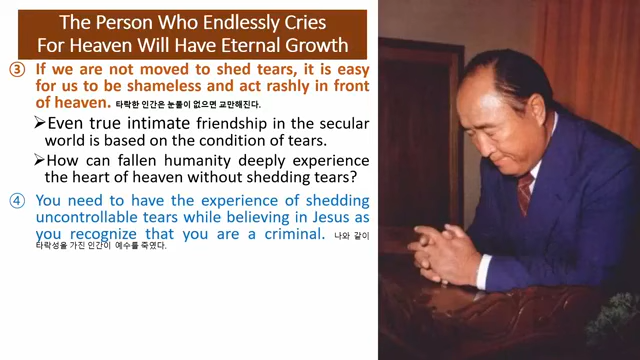 The Person Who Endlessly Cries
For Heaven Will Have Eternal Growth
③ If we are not moved to shed tears, it is easy
for us to be shameless and act rashly in front
of heaven. 타락한 인간은 눈물이 없으면 교만해진다.
➢Even true intimate friendship in the secular
world is based on the condition of tears.
➢How can fallen humanity deeply experience
the heart of heaven without shedding tears?
④ You need to have the experience of shedding
uncontrollable tears while believing in Jesus as
you recognize that you are a criminal. 나와 같이
타락성을 가진 인간이 예수를 죽였다.